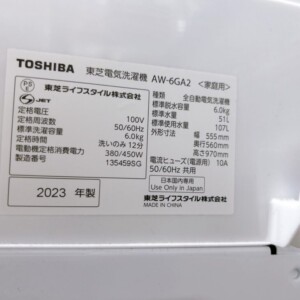 TOSHIBA 東芝電気洗濯機 AW-6GA2 <家庭用>
PS E
JET
東芝ライフスタイル株式会社
定格電圧 100V
定格周波数 50/60Hz
標準洗濯容量 6.0kg
定格時間 洗いのみ 12分
電動機定格消費電力 380/450W
135459SG
2023 年製
種類 全自動電気洗濯機
標準脱水容量 6.0kg
水量 51L
標準使用水量 107L
外形寸法 幅 555mm
奥行560mm
高さ970mm
電流ヒューズ(電源用) 10A
50/60Hz 共用
日本国内専用
Use Only in Japan
東芝ライフスタイル株式会社
MADE IN CHINA